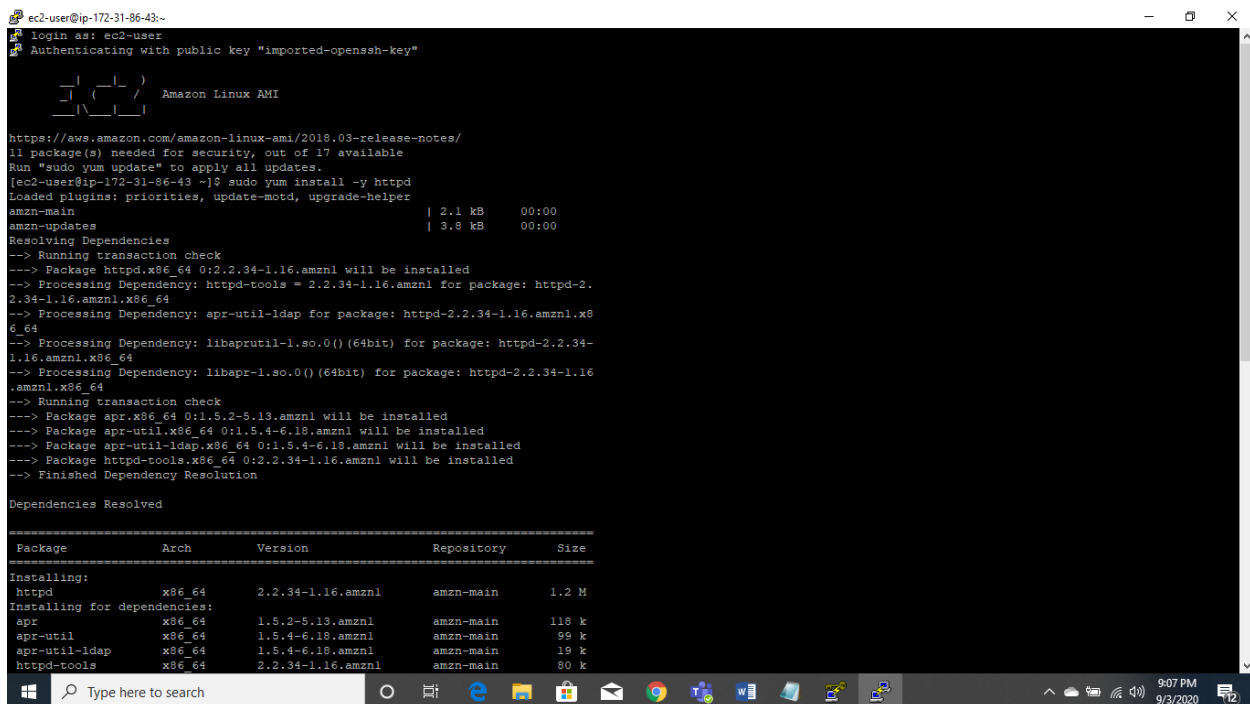 ec2-user@ip-172-31-86-43:~
login as: ec2-user
Authenticating with public key "imported-openssh-key"
       __|  __|_  )
       _|  (     /   Amazon Linux AMI
      ___|\___|___|
https://aws.amazon.com/amazon-linux-ami/2018.03-release-notes/
11 package(s) needed for security, out of 17 available
Run "sudo yum update" to apply all updates.
[ec2-user@ip-172-31-86-43 ~]$ sudo yum install -y httpd
Loaded plugins: priorities, update-motd, upgrade-helper
amzn-main | 2.1 kB 00:00
amzn-updates | 3.8 kB 00:00
Resolving Dependencies
--> Running transaction check
---> Package httpd.x86_64 0:2.2.34-1.16.amzn1 will be installed
--> Processing Dependency: httpd-tools = 2.2.34-1.16.amzn1 for package: httpd-2.
2.34-1.16.amzn1.x86_64
--> Processing Dependency: apr-util-ldap for package: httpd-2.2.34-1.16.amzn1.x8
6_64
--> Processing Dependency: libaprutil-1.so.0()(64bit) for package: httpd-2.2.34-
1.16.amzn1.x86_64
--> Processing Dependency: libapr-1.so.0()(64bit) for package: httpd-2.2.34-1.16
.amzn1.x86_64
--> Running transaction check
---> Package apr.x86_64 0:1.5.2-5.13.amzn1 will be installed
---> Package apr-util.x86_64 0:1.5.4-6.18.amzn1 will be installed
---> Package apr-util-ldap.x86_64 0:1.5.4-6.18.amzn1 will be installed
---> Package httpd-tools.x86_64 0:2.2.34-1.16.amzn1 will be installed
--> Finished Dependency Resolution
Dependencies Resolved
================================================================================
Package Arch Version Repository Size
================================================================================
Installing:
httpd x86_64 2.2.34-1.16.amzn1 amzn-main 1.2 M
Installing for dependencies:
apr x86_64 1.5.2-5.13.amzn1 amzn-main 118 k
apr-util x86_64 1.5.4-6.18.amzn1 amzn-main 99 k
apr-util-ldap x86_64 1.5.4-6.18.amzn1 amzn-main 19 k
httpd-tools x86_64 2.2.34-1.16.amzn1 amzn-main 80 k
Type here to search
9:07 PM
9/3/2020
12